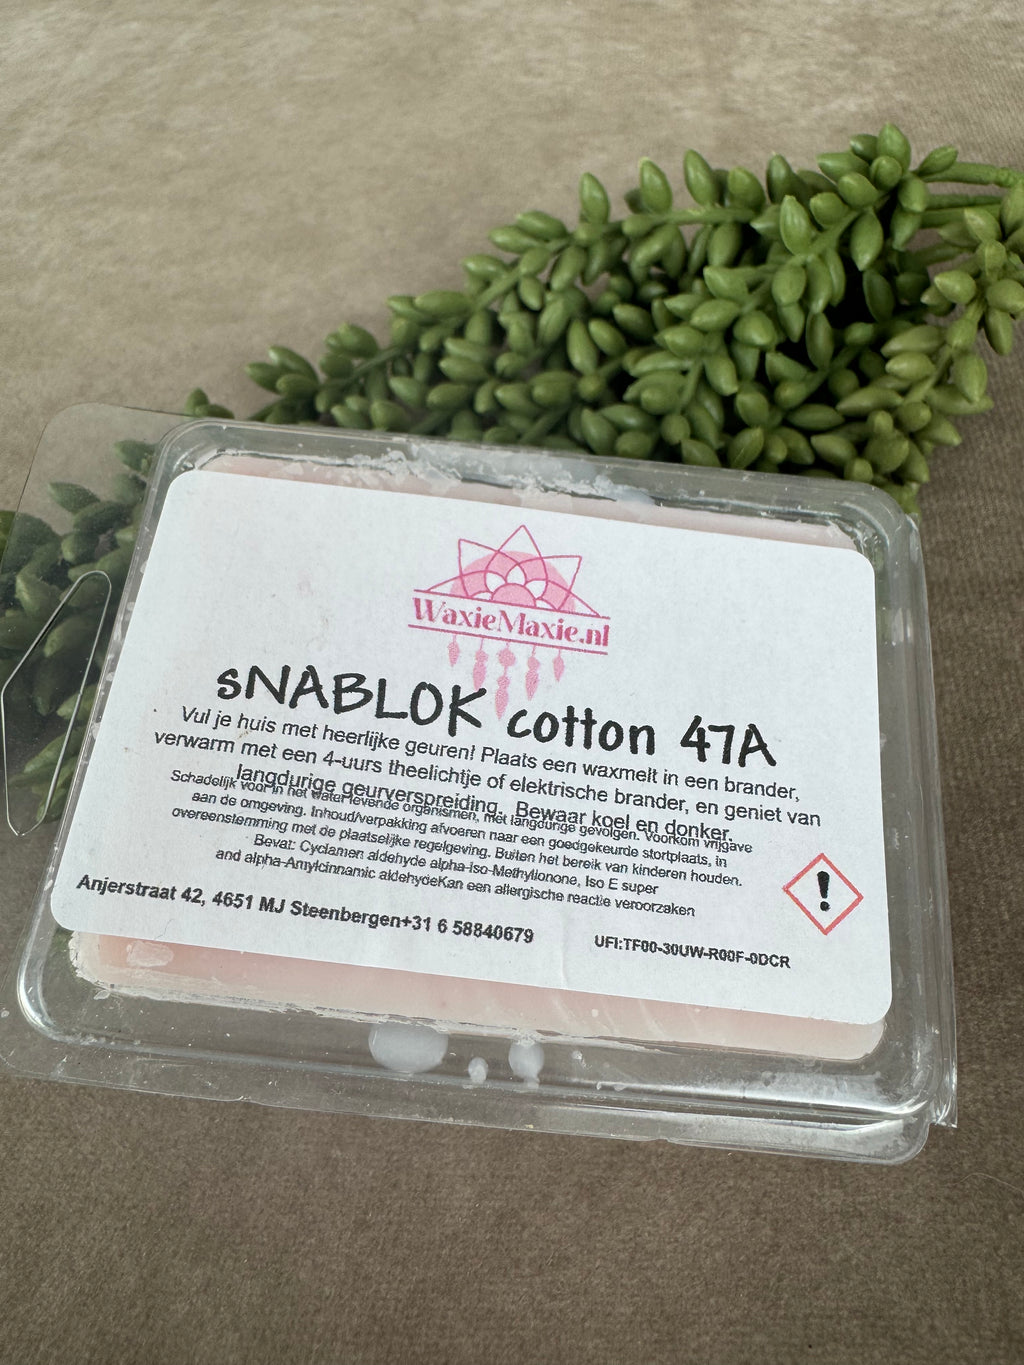 WaxieMaxie.nl
sNABLOK cotton 47A
Vul je huis met heerlijke geuren! Plaats een waxmelt in een brander,
verwarm met een 4-uurs theelichtje of elektrische brander, en geniet van
langdurige geurverspreiding. Bewaar koel en donker.
Schadelijk voor in het water levende organismen, met langdurige gevolgen. Voorkom vrijgave
aan de omgeving. Inhoud/verpakking afvoeren naar een goedgekeurde stortplaats, in
overeenstemming met de plaatselijke regelgeving. Buiten het bereik van kinderen houden.
Bevat: Cyclamen aldehyde alpha-iso-Methylionone, Iso E super
and alpha-Amylcinnamic aldehydeKan een allergische reactie veroorzaken
Anjerstraat 42, 4651 MJ Steenbergen+31 6 58840679
UFI:TF00-30UW-R00F-0DCR